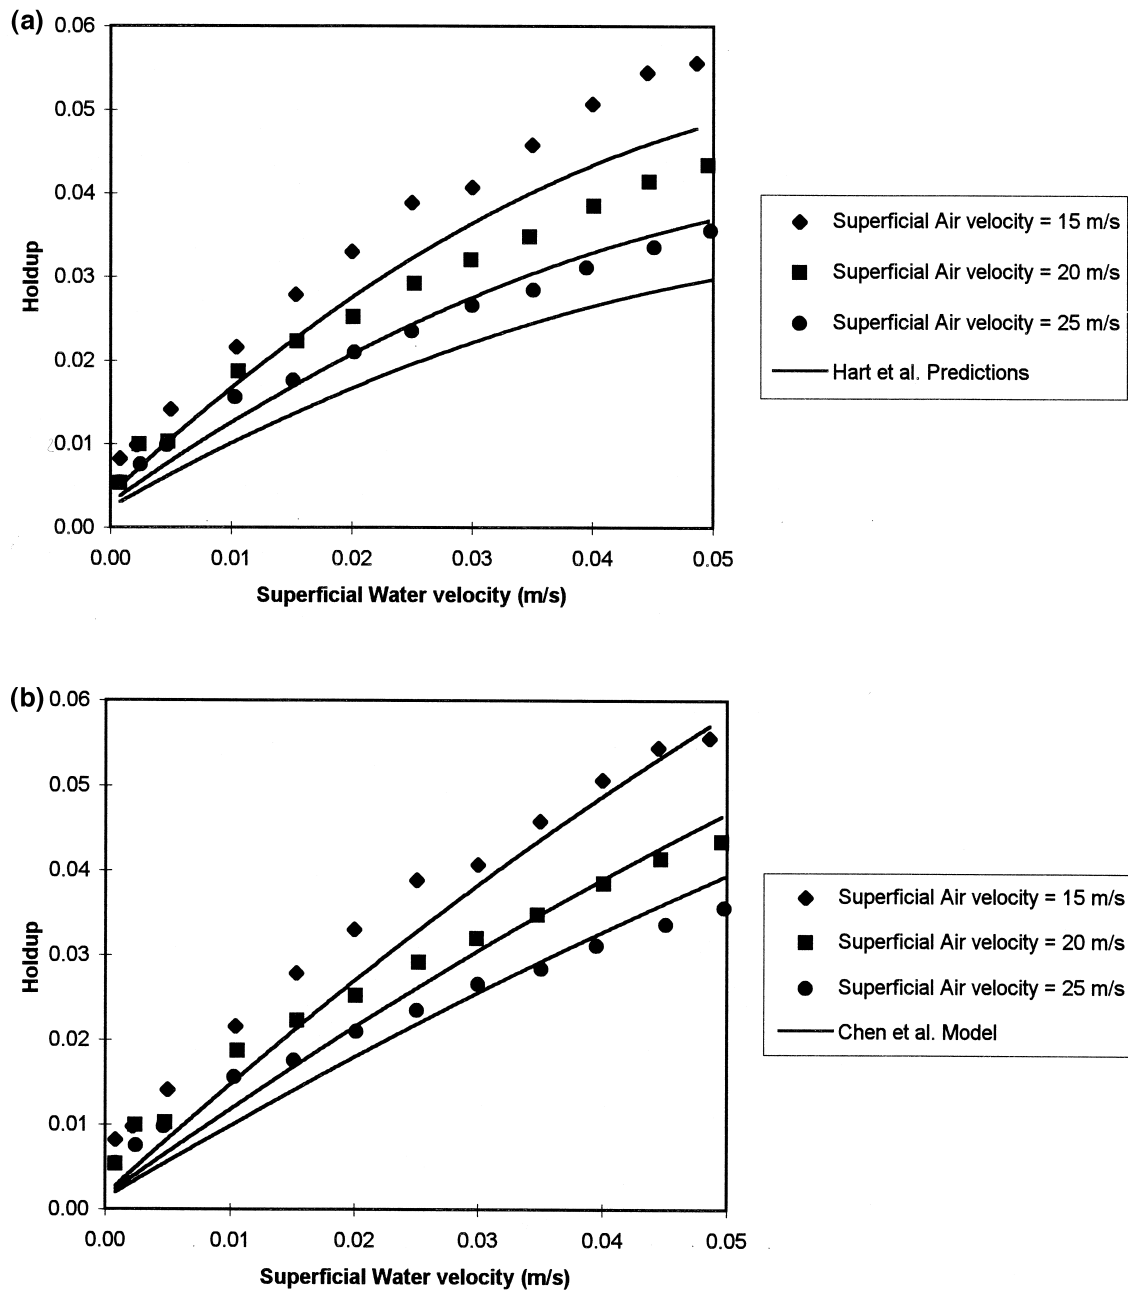 (a)
0.06
0.05
0.04
0.03
0.02
0.01
0.00
Holdup
0.00 0.01 0.02 0.03 0.04 0.05
Superficial Water velocity (m/s)
Superficial Air velocity = 15 m/s
Superficial Air velocity = 20 m/s
Superficial Air velocity = 25 m/s
Hart et al. Predictions
(b)
0.06
0.05
0.04
0.03
0.02
0.01
0.00
Holdup
0.00 0.01 0.02 0.03 0.04 0.05
Superficial Water velocity (m/s)
Superficial Air velocity = 15 m/s
Superficial Air velocity = 20 m/s
Superficial Air velocity = 25 m/s
Chen et al. Model